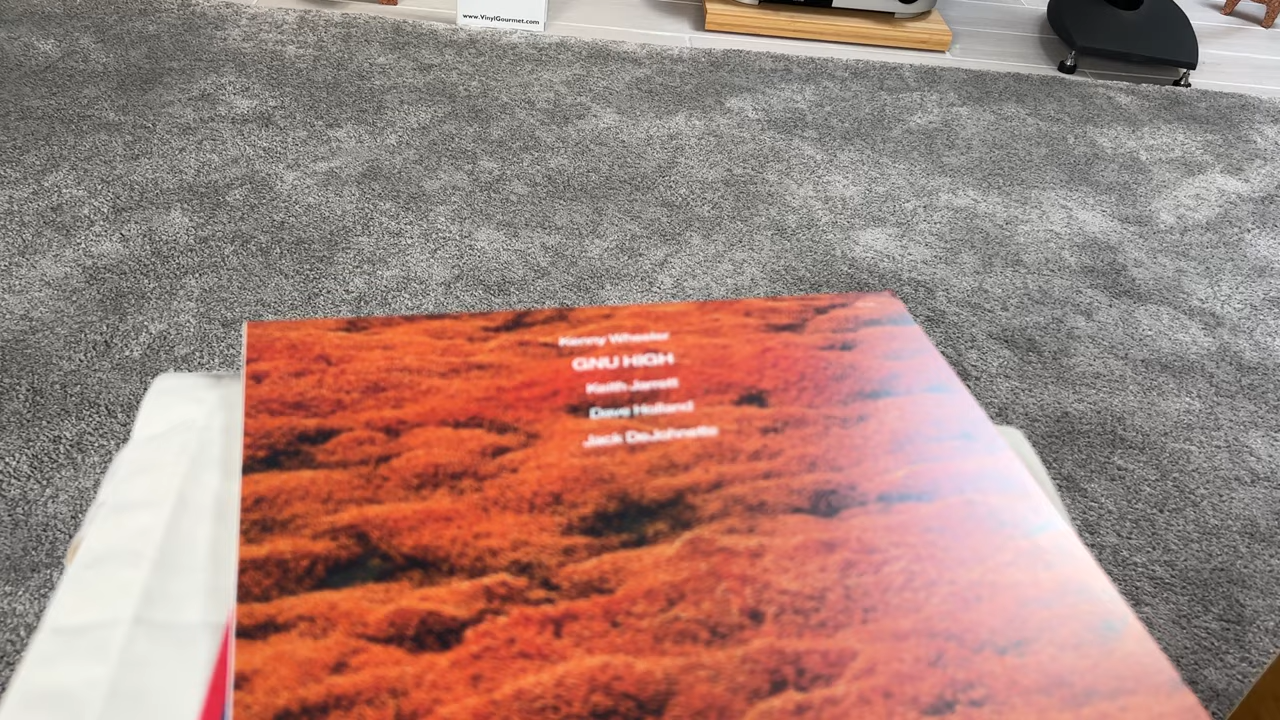 www.VinylGourmet.com
Kenny Wheeler
GNU HIGH
Keith Jarrett
Dave Holland
Jack DeJohnette